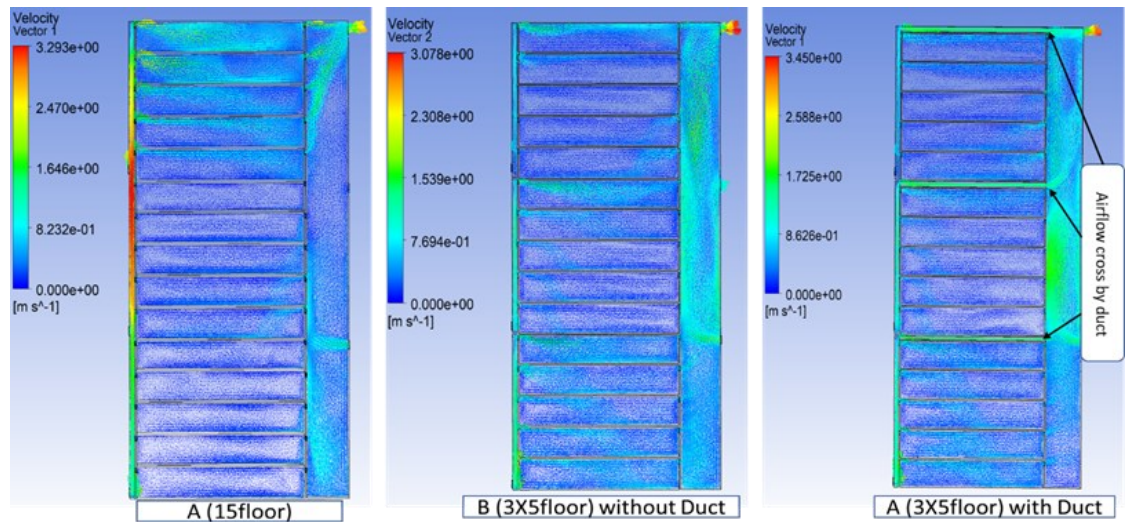 Velocity
Vector 1
3.293e+00
2.470e+00
1.646e+00
8.232e-01
0.000e+00
[m s^-1]
A (15floor)
Velocity
Vector 2
3.078e+00
2.308e+00
1.539e+00
7.694e-01
0.000e+00
[m s^-1]
B (3X5floor) without Duct
Velocity
Vector 1
3.450e+00
2.588e+00
1.725e+00
8.626e-01
0.000e+00
[m s^-1]
Airflow cross by duct
A (3X5floor) with Duct